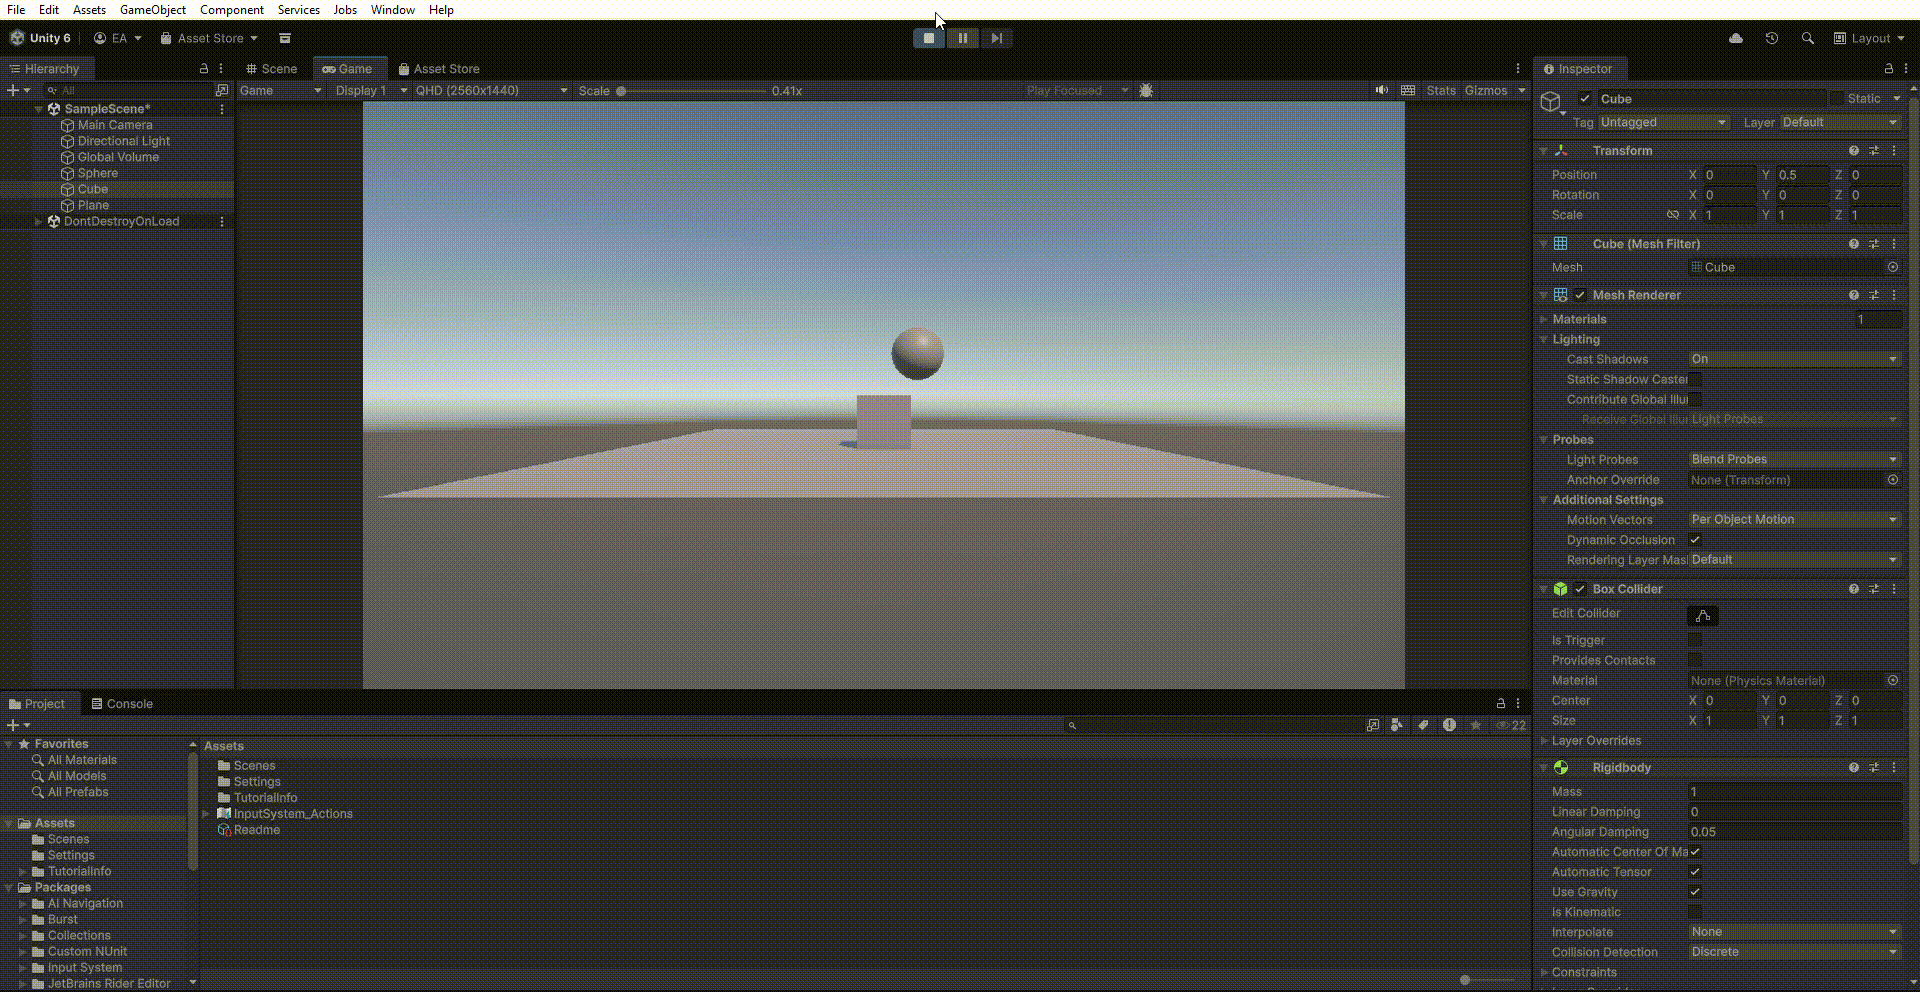 File Edit Assets GameObject Component Services Jobs Window Help
Unity 6 EA Asset Store Layout
Hierarchy
All
SampleScene*
Main Camera
Directional Light
Global Volume
Sphere
Cube
Plane
DontDestroyOnLoad
Scene Game Asset Store
Game Display 1 QHD (2560x1440) Scale 0.41x Play Focused Stats Gizmos
Inspector
Cube Static
Tag Untagged Layer Default
Transform
Position X 0 Y 0.5 Z 0
Rotation X 0 Y 0 Z 0
Scale X 1 Y 1 Z 1
Cube (Mesh Filter)
Mesh Cube
Mesh Renderer
Materials 1
Lighting
Cast Shadows On
Static Shadow Caster
Contribute Global Illu
Receive Global Illu Light Probes
Probes
Light Probes Blend Probes
Anchor Override None (Transform)
Additional Settings
Motion Vectors Per Object Motion
Dynamic Occlusion
Rendering Layer Mas Default
Box Collider
Edit Collider
Is Trigger
Provides Contacts
Material None (Physics Material)
Center X 0 Y 0 Z 0
Size X 1 Y 1 Z 1
Layer Overrides
Rigidbody
Mass 1
Linear Damping 0
Angular Damping 0.05
Automatic Center Of Ma
Automatic Tensor
Use Gravity
Is Kinematic
Interpolate None
Collision Detection Discrete
Constraints
Project Console
22
Favorites
All Materials
All Models
All Prefabs
Assets
Scenes
Settings
TutorialInfo
Packages
AI Navigation
Burst
Collections
Custom NUnit
Input System
JetBrains Rider Editor
Assets
Scenes
Settings
TutorialInfo
InputSystem_Actions
Readme